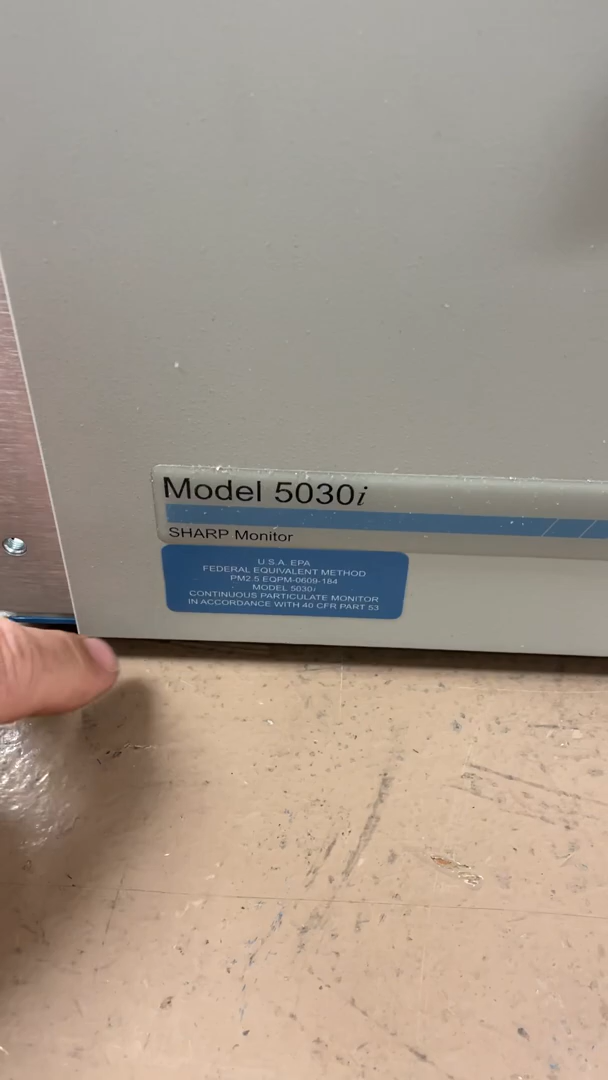 Model 5030i
SHARP Monitor
U.S.A. EPA
FEDERAL EQUIVALENT METHOD
PM2.5 EQPM-0609-184
MODEL 5030i
CONTINUOUS PARTICULATE MONITOR
IN ACCORDANCE WITH 40 CFR PART 53